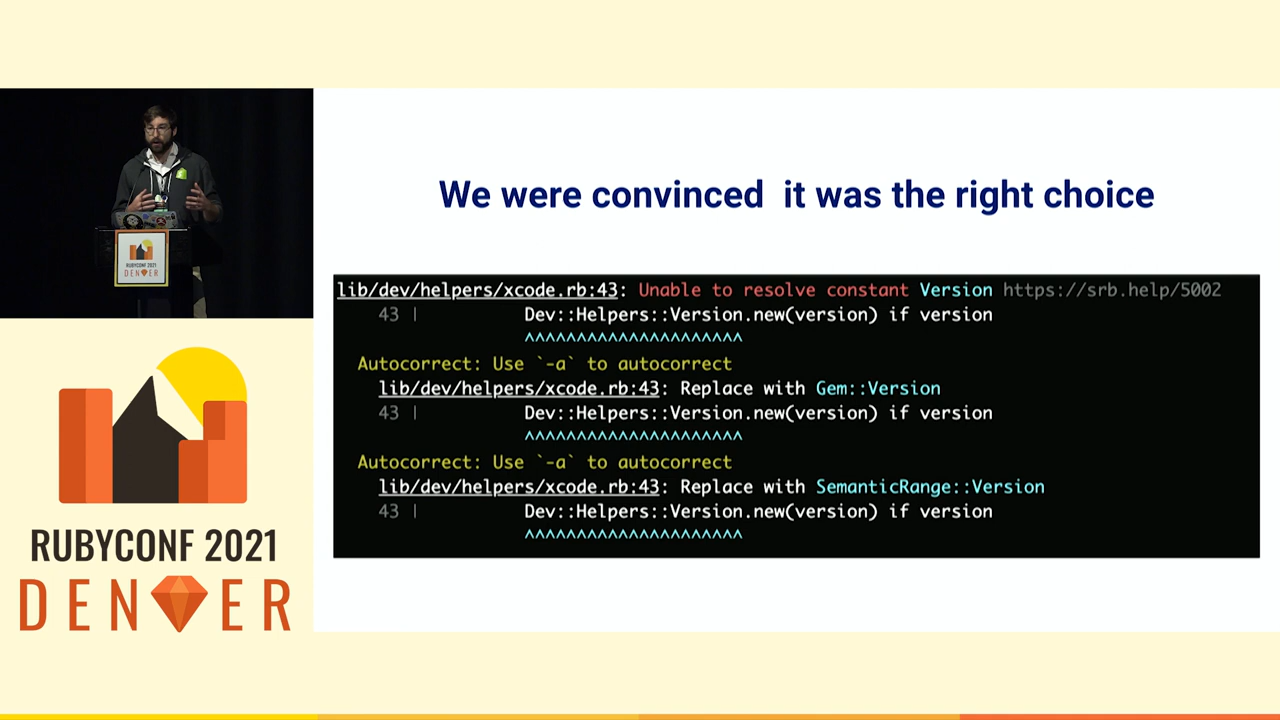 We were convinced  it was the right choice
lib/dev/helpers/xcode.rb:43: Unable to resolve constant Version https://srb.help/5002
43 | Dev::Helpers::Version.new(version) if version
^^^^^^^^^^^^^^^^^^^^^
Autocorrect: Use `-a` to autocorrect
lib/dev/helpers/xcode.rb:43: Replace with Gem::Version
43 | Dev::Helpers::Version.new(version) if version
^^^^^^^^^^^^^^^^^^^^^
Autocorrect: Use `-a` to autocorrect
lib/dev/helpers/xcode.rb:43: Replace with SemanticRange::Version
43 | Dev::Helpers::Version.new(version) if version
^^^^^^^^^^^^^^^^^^^^^
RUBYCONF 2021
DENVER
RUBYCONF 2021
DENVER